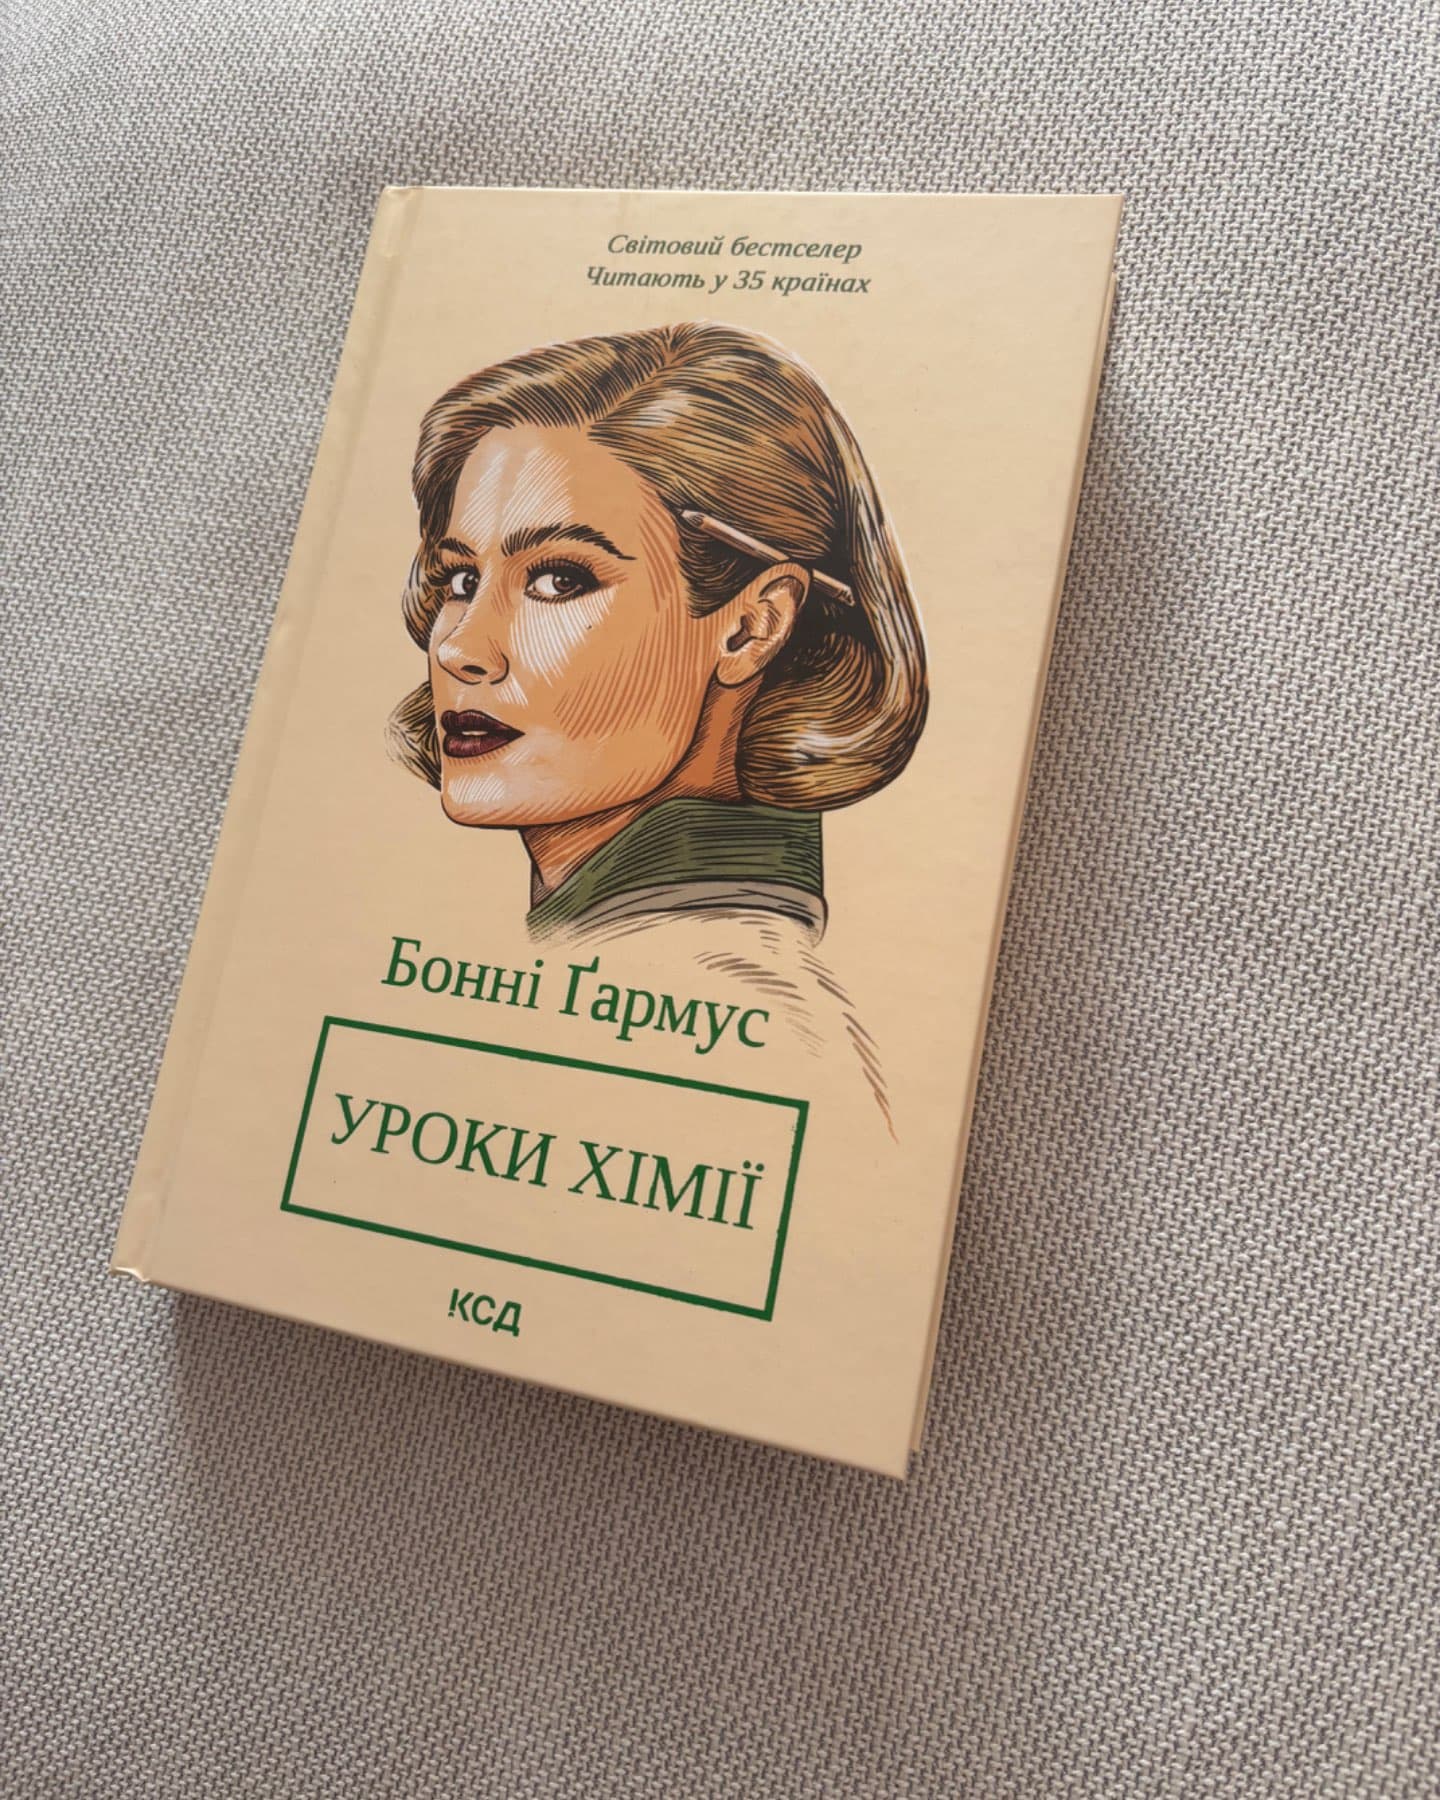 Світовий бестселер
Читають у 35 країнах
Бонні Ґармус
УРОКИ ХІМІЇ
КСД